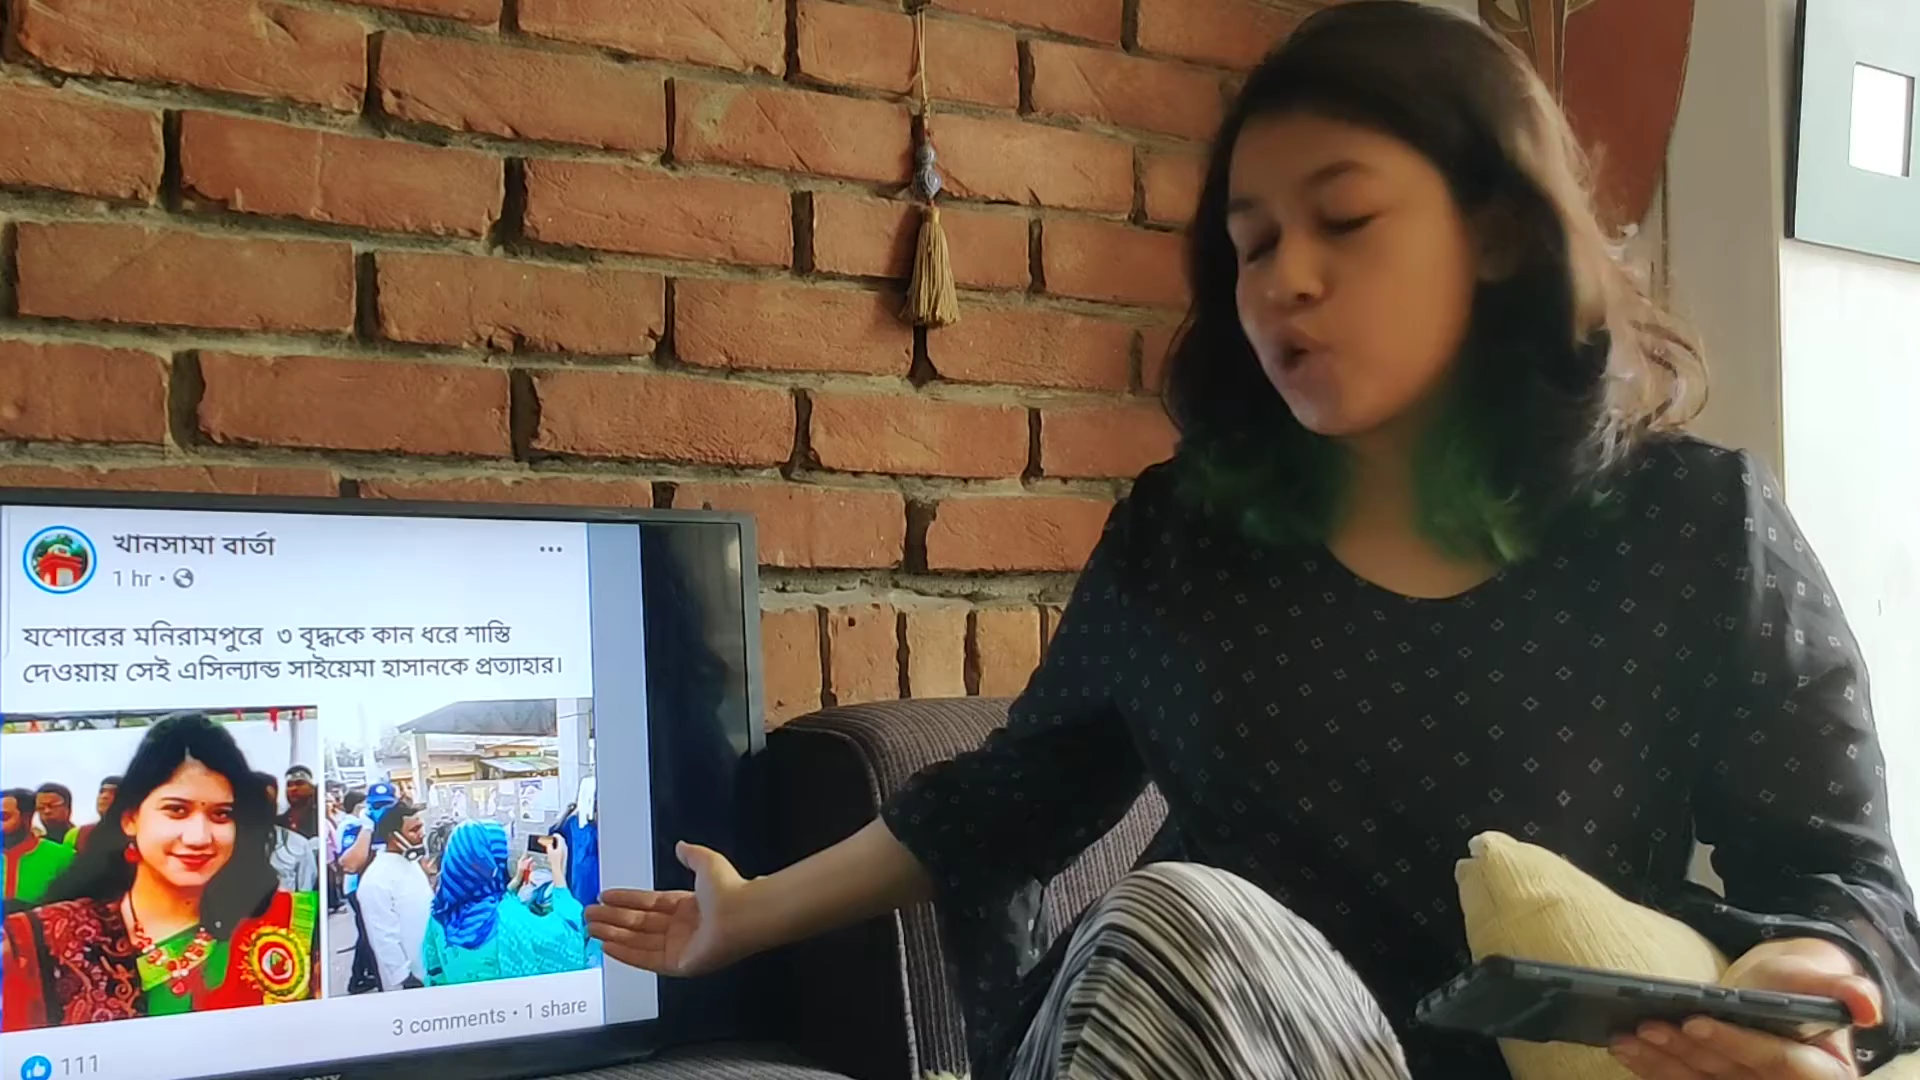 খানসামা বার্তা
1 hr
যশোরের মনিরামপুরে ৩ বৃদ্ধকে কান ধরে শাস্তি
দেওয়ায় সেই এসিল্যান্ড সাইয়েমা হাসানকে প্রত্যাহার।
3 comments • 1 share
111